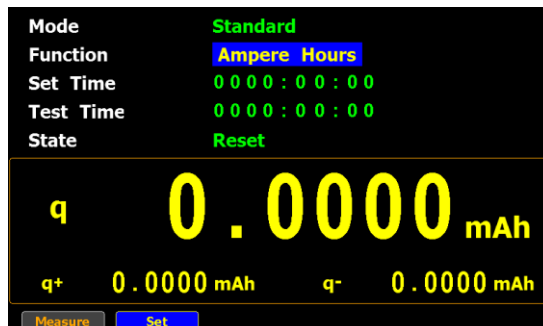 Mode Standard
Function Ampere Hours
Set Time 0000:00:00
Test Time 0000:00:00
State Reset
q 0.0000 mAh
q+ 0.0000 mAh q- 0.0000 mAh
Measure Set